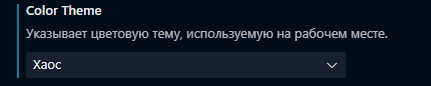 Color Theme
Указывает цветовую тему, используемую на рабочем месте.
Хаос